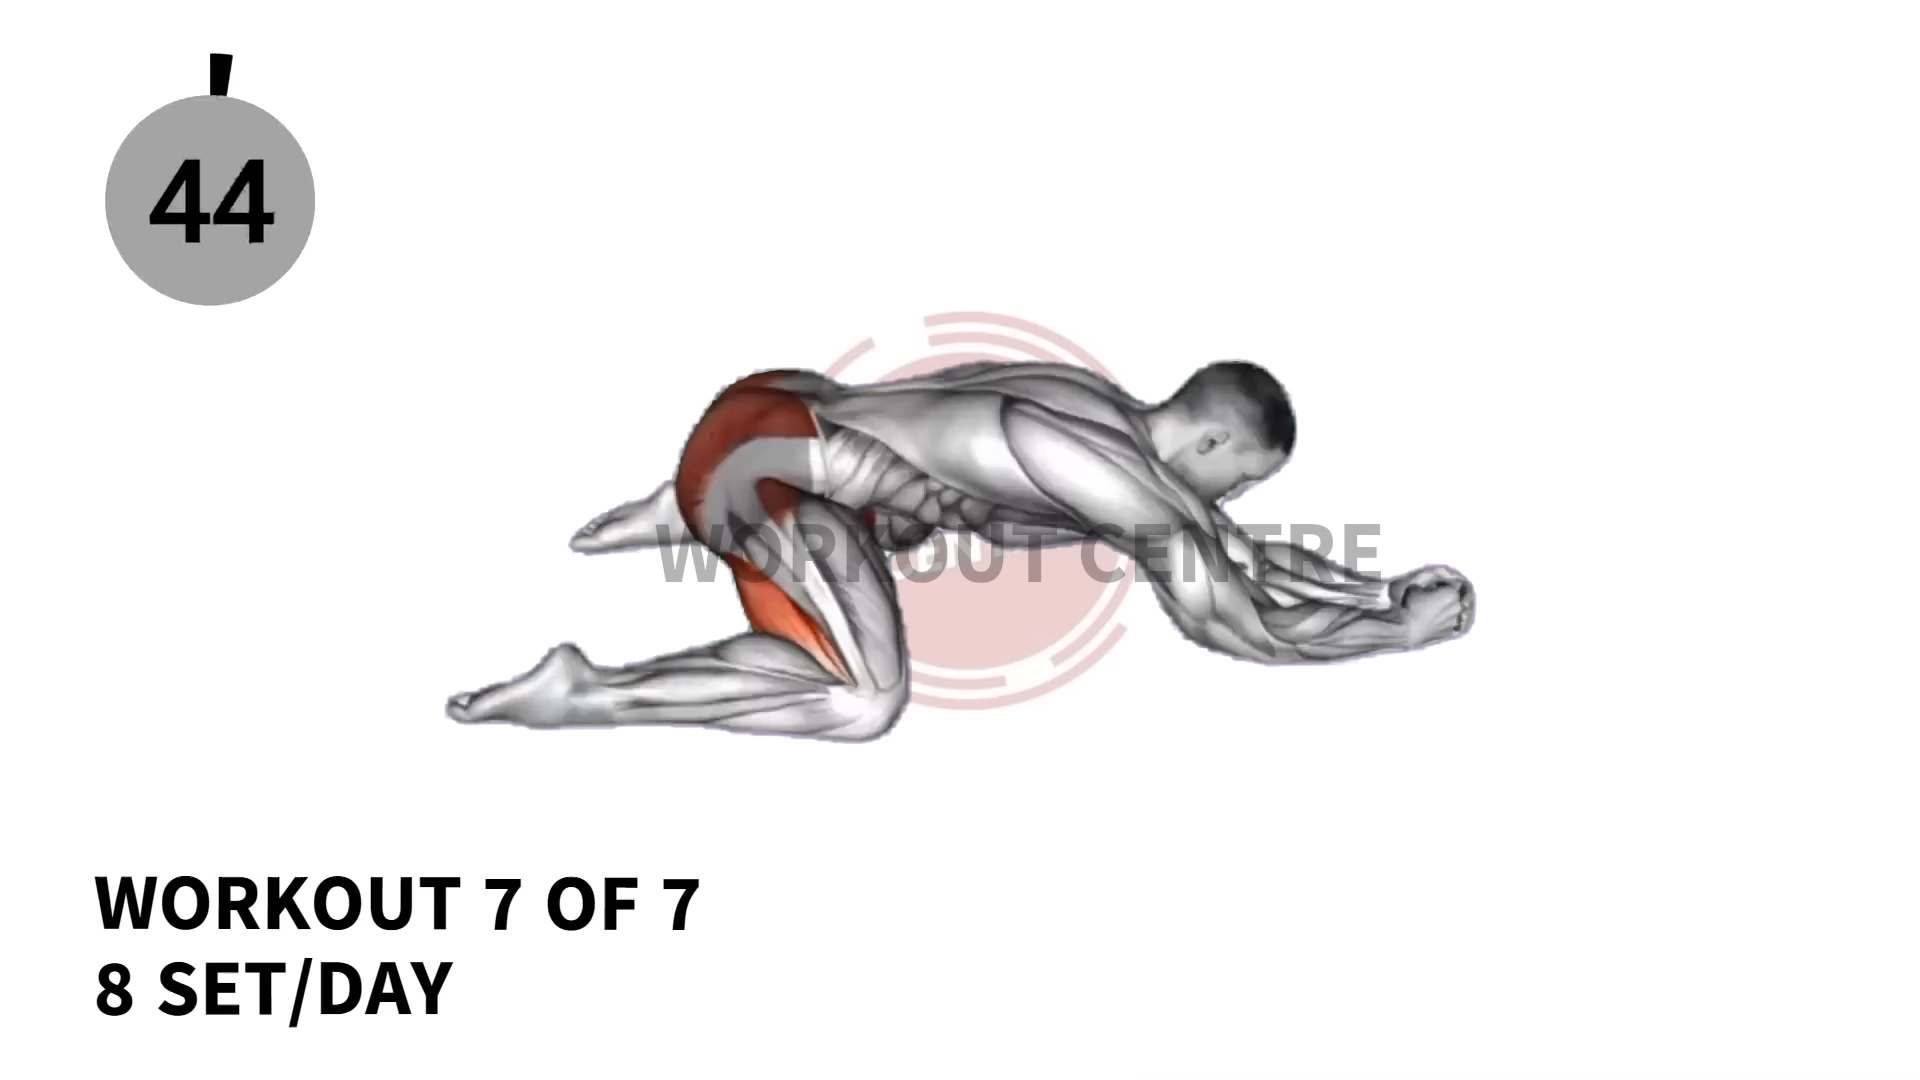 44
WORKOUT CENTRE
WORKOUT 7 OF 7
8 SET/DAY